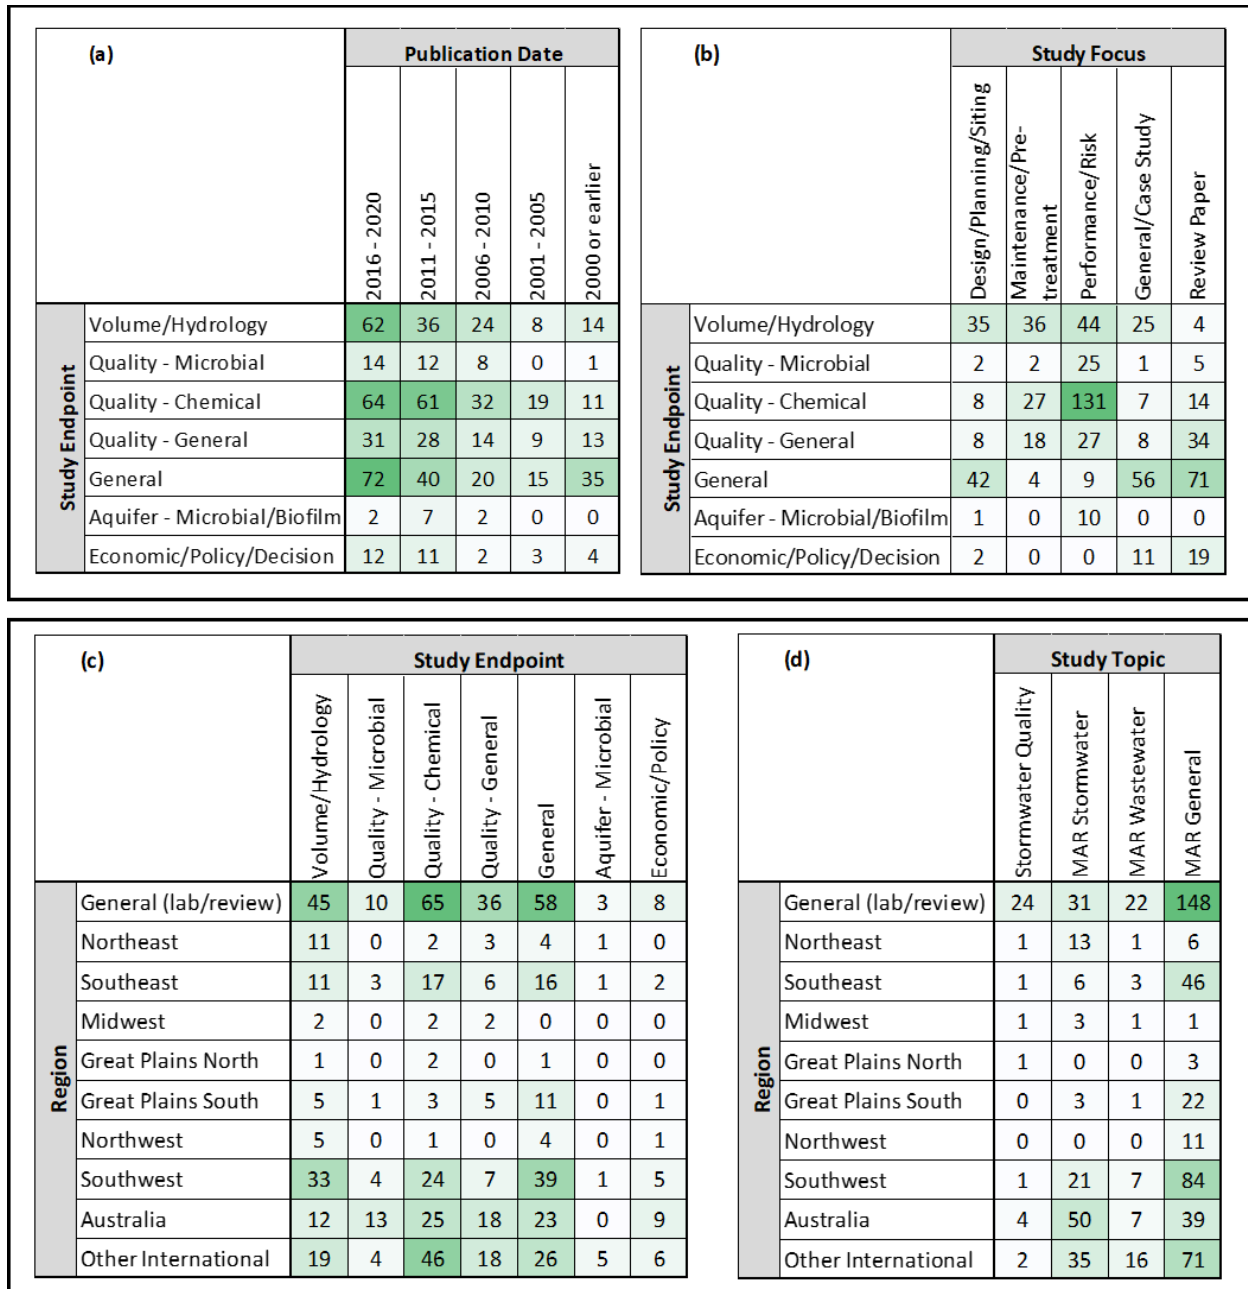 (a) Publication Date
2016 - 2020
2011 - 2015
2006 - 2010
2001 - 2005
2000 or earlier
Study Endpoint
Volume/Hydrology 62 36 24 8 14
Quality - Microbial 14 12 8 0 1
Quality - Chemical 64 61 32 19 11
Quality - General 31 28 14 9 13
General 72 40 20 15 35
Aquifer - Microbial/Biofilm 2 7 2 0 0
Economic/Policy/Decision 12 11 2 3 4
(b) Study Focus
Design/Planning/Siting
Maintenance/Pre-
treatment
Performance/Risk
General/Case Study
Review Paper
Study Endpoint
Volume/Hydrology 35 36 44 25 4
Quality - Microbial 2 2 25 1 5
Quality - Chemical 8 27 131 7 14
Quality - General 8 18 27 8 34
General 42 4 9 56 71
Aquifer - Microbial/Biofilm 1 0 10 0 0
Economic/Policy/Decision 2 0 0 11 19
(c) Study Endpoint
Volume/Hydrology
Quality - Microbial
Quality - Chemical
Quality - General
General
Aquifer - Microbial
Economic/Policy
Region
General (lab/review) 45 10 65 36 58 3 8
Northeast 11 0 2 3 4 1 0
Southeast 11 3 17 6 16 1 2
Midwest 2 0 2 2 0 0 0
Great Plains North 1 0 2 0 1 0 0
Great Plains South 5 1 3 5 11 0 1
Northwest 5 0 1 0 4 0 1
Southwest 33 4 24 7 39 1 5
Australia 12 13 25 18 23 0 9
Other International 19 4 46 18 26 5 6
(d) Study Topic
Stormwater Quality
MAR Stormwater
MAR Wastewater
MAR General
Region
General (lab/review) 24 31 22 148
Northeast 1 13 1 6
Southeast 1 6 3 46
Midwest 1 3 1 1
Great Plains North 1 0 0 3
Great Plains South 0 3 1 22
Northwest 0 0 0 11
Southwest 1 21 7 84
Australia 4 50 7 39
Other International 2 35 16 71